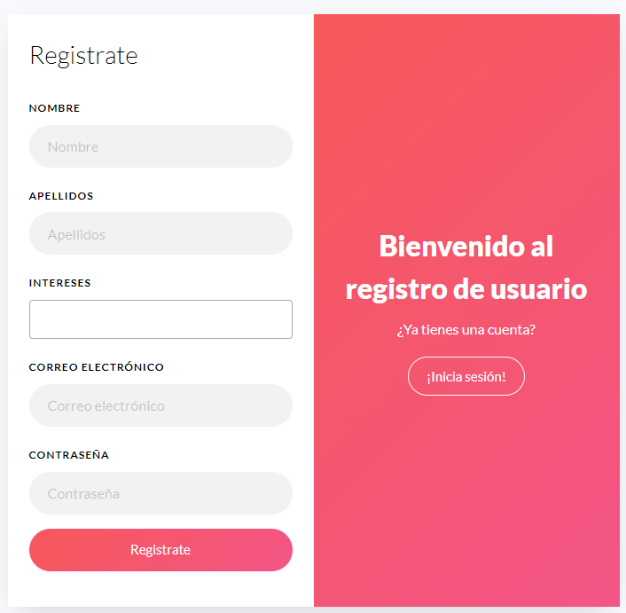 Registrate
NOMBRE
Nombre
APELLIDOS
Apellidos
INTERESES
CORREO ELECTRÓNICO
Correo electrónico
CONTRASEÑA
Contraseña
Registrate
Bienvenido al
registro de usuario
¿Ya tienes una cuenta?
¡Inicia sesión!